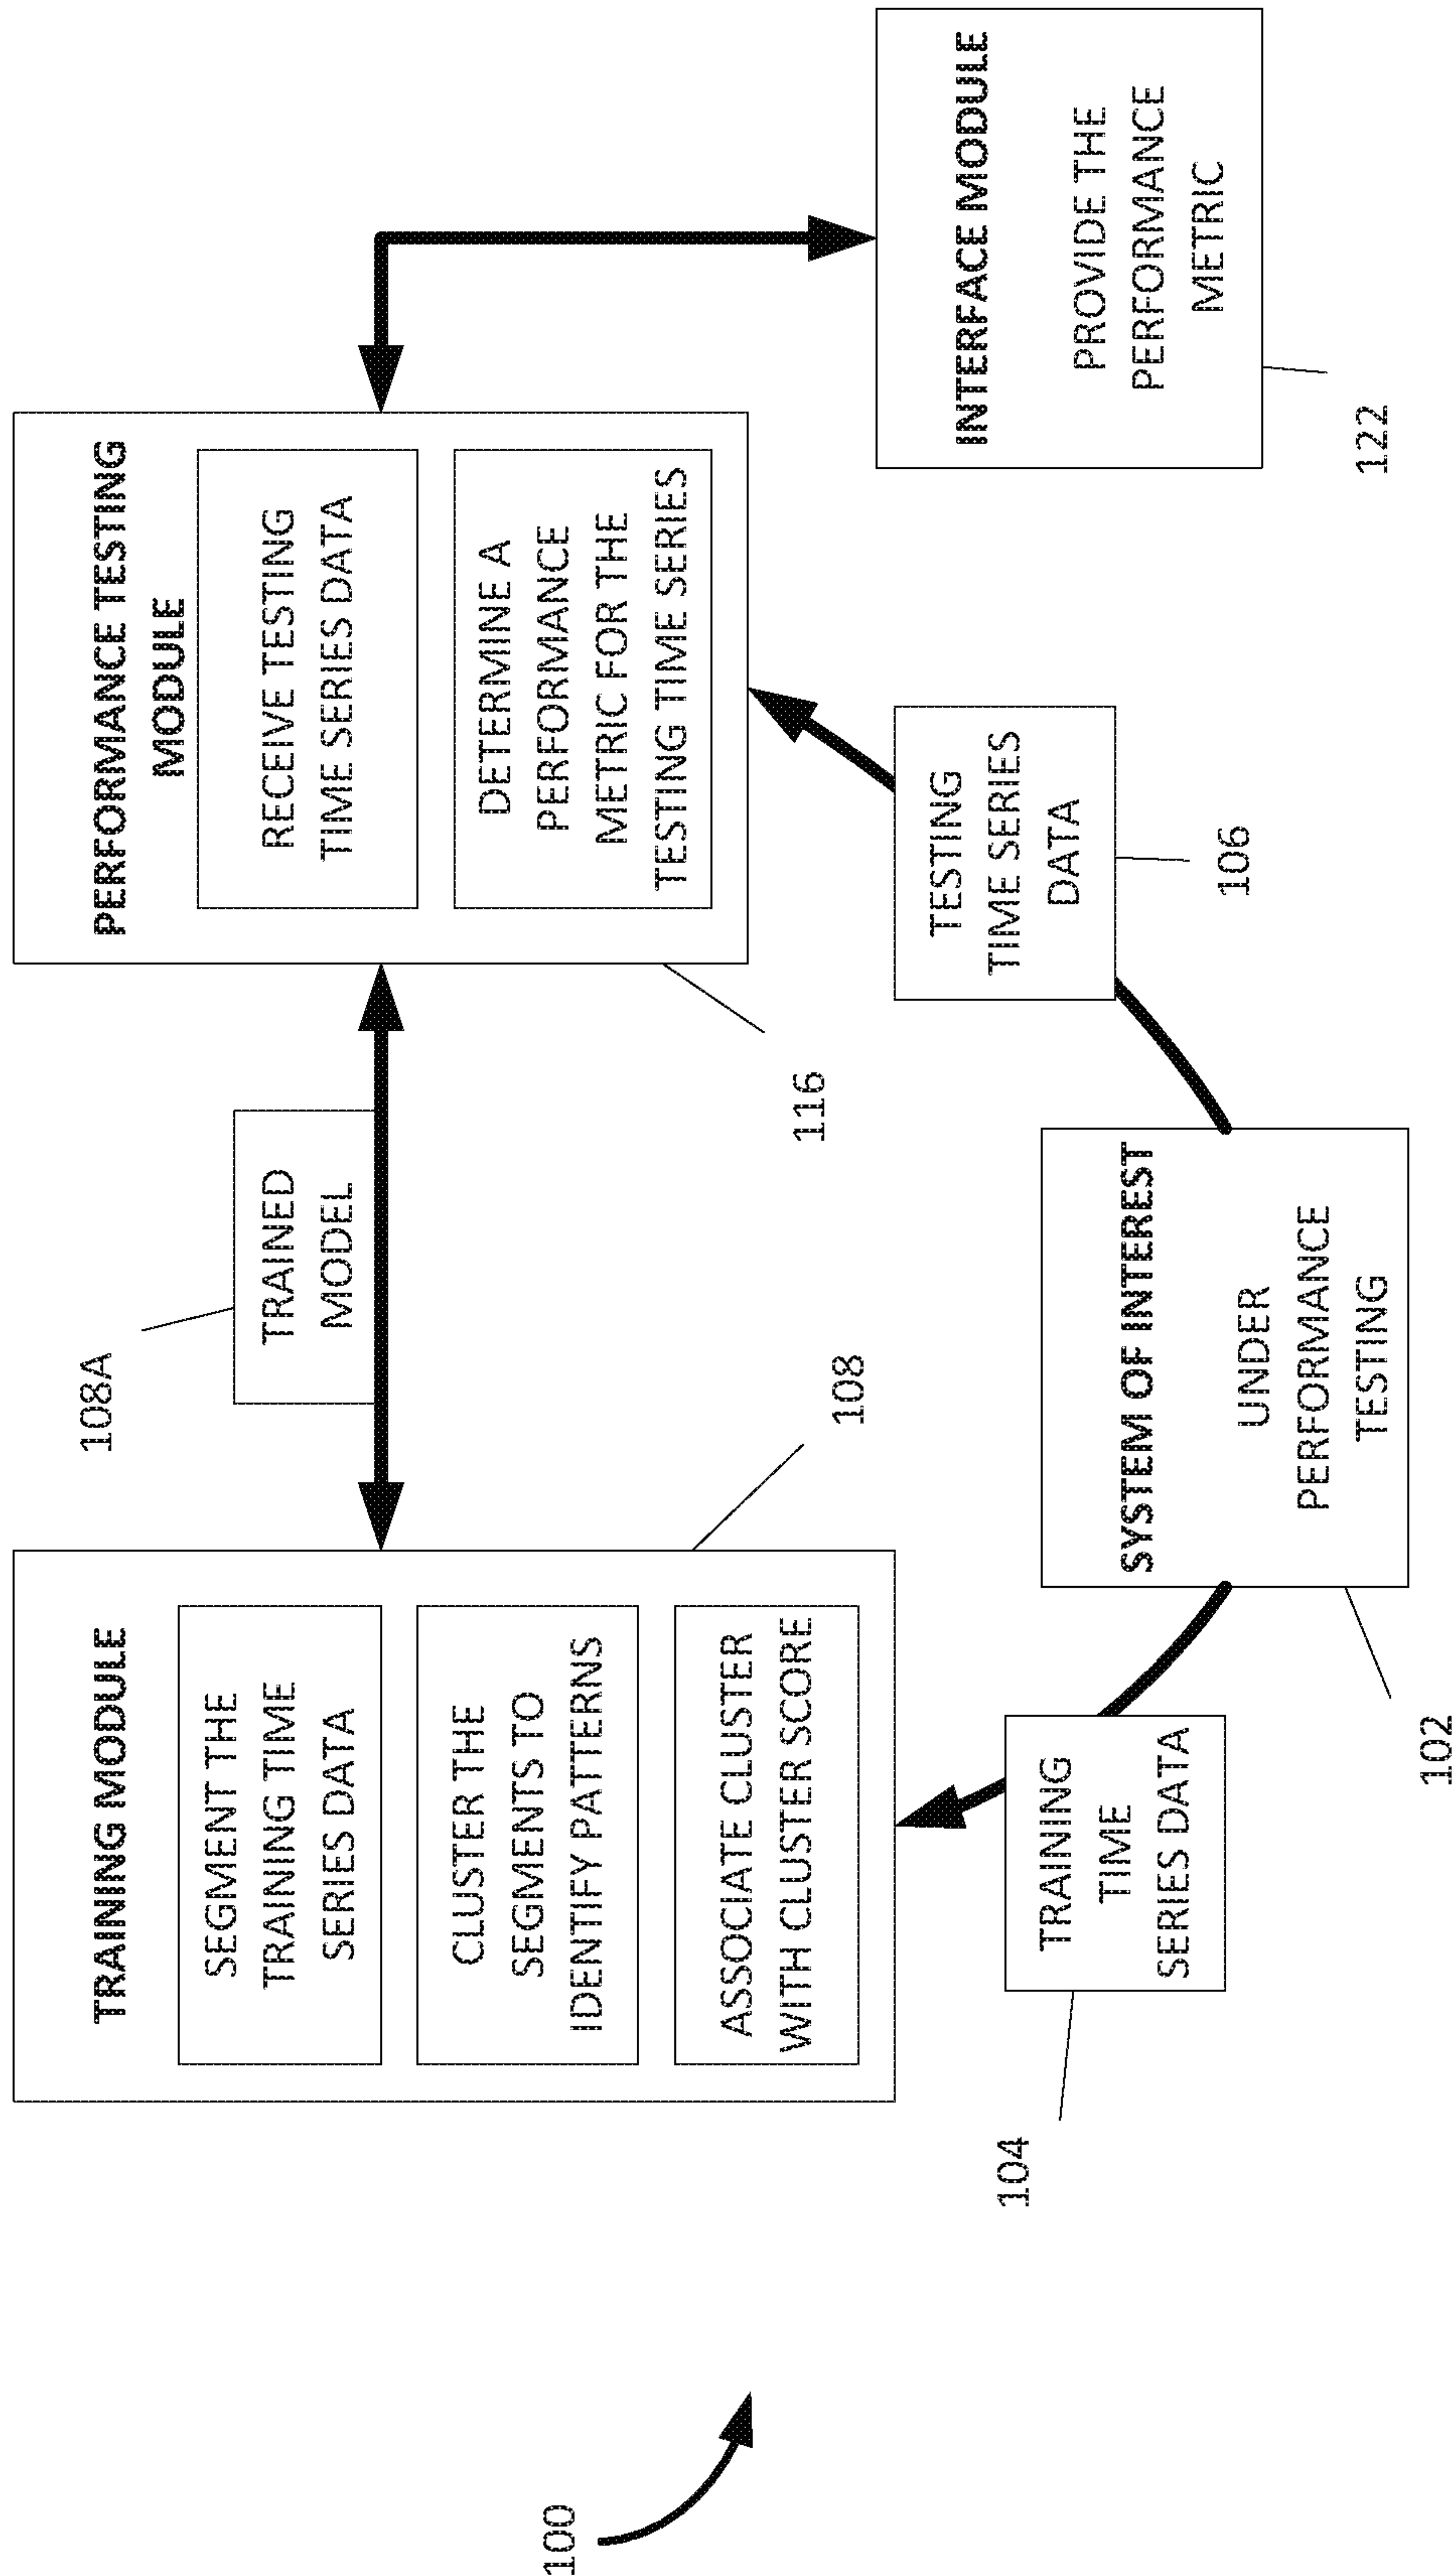 100
TRAINING MODULE
SEGMENT THE
TRAINING TIME
SERIES DATA
CLUSTER THE
SEGMENTS TO
IDENTIFY PATTERNS
ASSOCIATE CLUSTER
WITH CLUSTER SCORE
108
108A
TRAINED
MODEL
PERFORMANCE TESTING
MODULE
RECEIVE TESTING
TIME SERIES DATA
DETERMINE A
PERFORMANCE
METRIC FOR THE
TESTING TIME SERIES
116
104
TRAINING
TIME
SERIES DATA
SYSTEM OF INTEREST
UNDER
PERFORMANCE
TESTING
102
TESTING
TIME SERIES
DATA
106
INTERFACE MODULE
PROVIDE THE
PERFORMANCE
METRIC
122